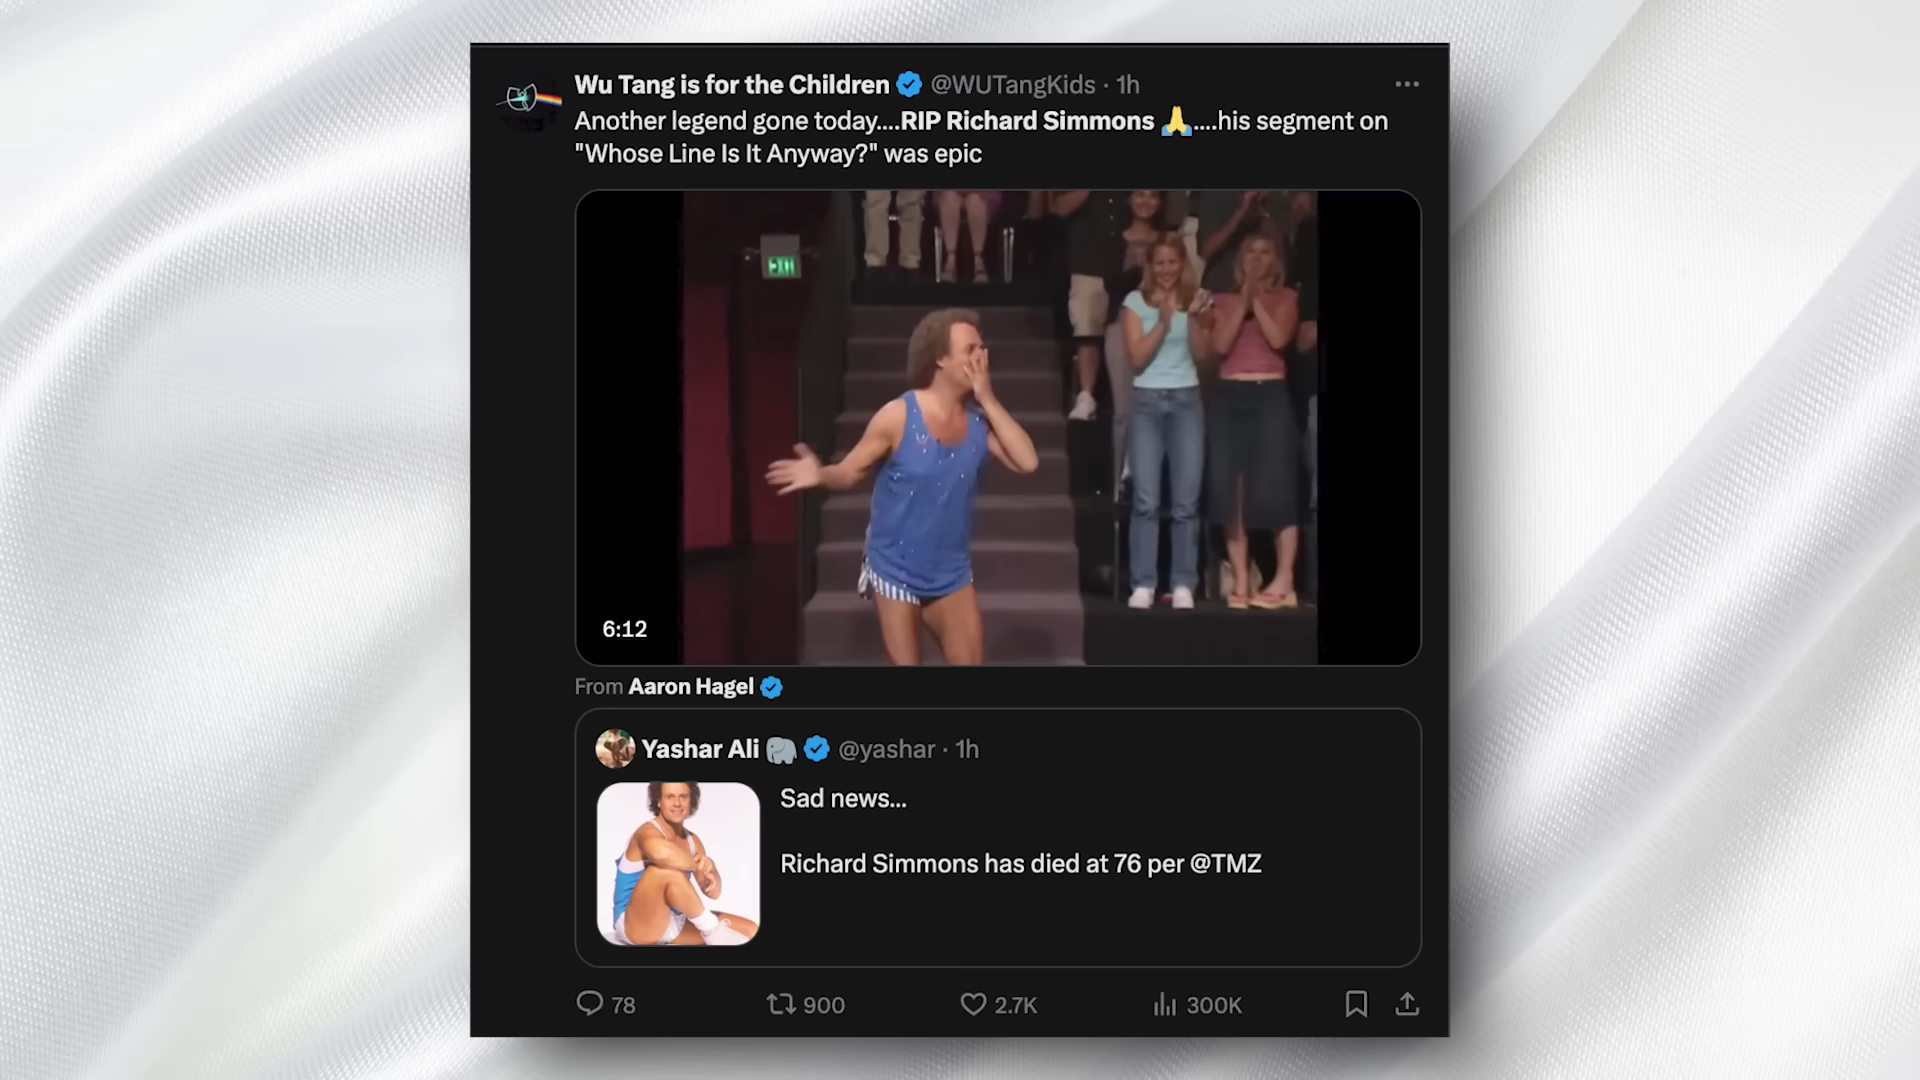 Wu Tang is for the Children @WUTangKids · 1h
Another legend gone today....RIP Richard Simmons 🙏....his segment on
"Whose Line Is It Anyway?" was epic
EXIT
6:12
From Aaron Hagel
Yashar Ali 🐘 @yashar · 1h
Sad news...
Richard Simmons has died at 76 per @TMZ
78 900 2.7K 300K